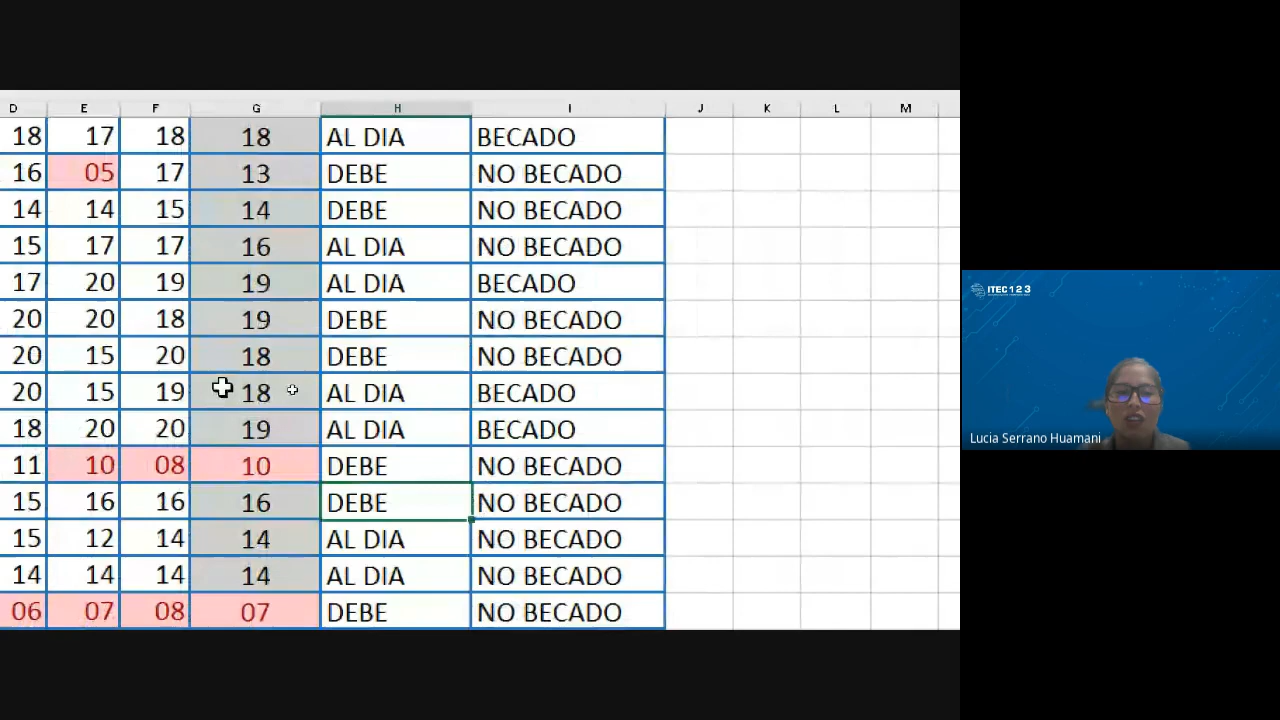 D E F G H I J K L M
18 17 18 18 AL DIA BECADO
16 05 17 13 DEBE NO BECADO
14 14 15 14 DEBE NO BECADO
15 17 17 16 AL DIA NO BECADO
17 20 19 19 AL DIA BECADO
20 20 18 19 DEBE NO BECADO
20 15 20 18 DEBE NO BECADO
20 15 19 18 AL DIA BECADO
18 20 20 19 AL DIA BECADO
11 10 08 10 DEBE NO BECADO
15 16 16 16 DEBE NO BECADO
15 12 14 14 AL DIA NO BECADO
14 14 14 14 AL DIA NO BECADO
06 07 08 07 DEBE NO BECADO
ITEC 1 2 3
Lucia Serrano Huamani